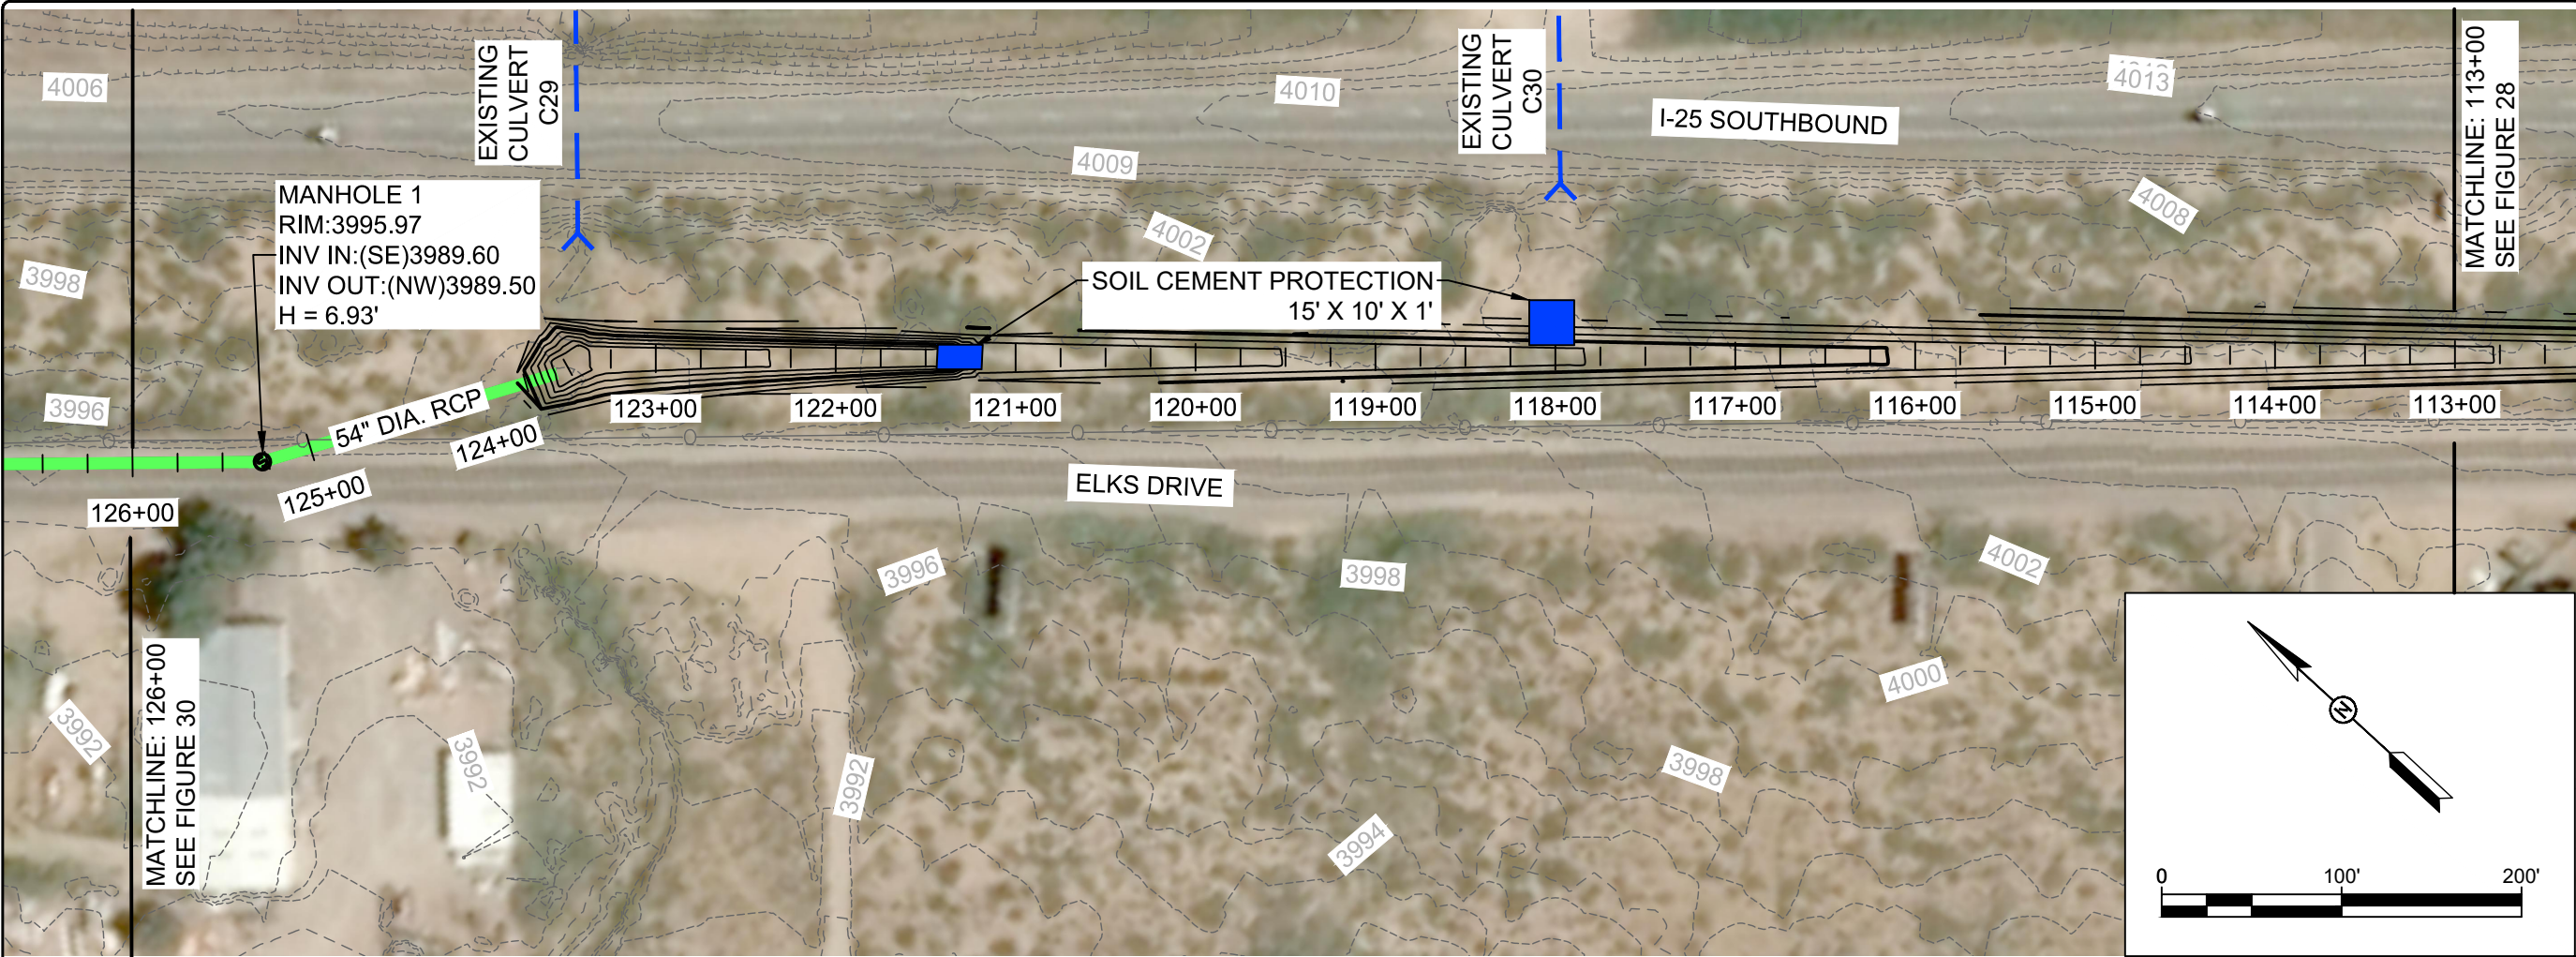 4006
EXISTING
CULVERT
C29
4010
EXISTING
CULVERT
C30
I-25 SOUTHBOUND
4013
MATCHLINE: 113+00
SEE FIGURE 28
4009
4008
4002
3998
MANHOLE 1
RIM:3995.97
INV IN:(SE)3989.60
INV OUT:(NW)3989.50
H = 6.93'
SOIL CEMENT PROTECTION
15' X 10' X 1'
3996
54" DIA. RCP
126+00
125+00
124+00
123+00
122+00
121+00
120+00
119+00
118+00
117+00
116+00
115+00
114+00
113+00
ELKS DRIVE
3996
3998
4002
4000
3992
MATCHLINE: 126+00
SEE FIGURE 30
3992
3992
3994
3998
N
0
100'
200'